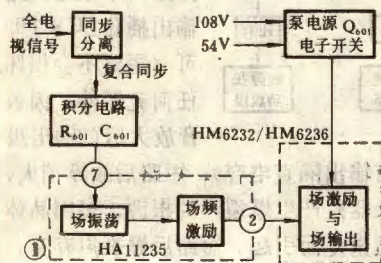 全电
视信号
同步
分离
复合同步
积分电路
R₆₀₁ C₆₀₁
108V
54V
泵电源 Q₆₀₁
电子开关
HM6232/HM6236
⑦
场振荡
场频
激励
②
场激励
与
场输出
① HA11235